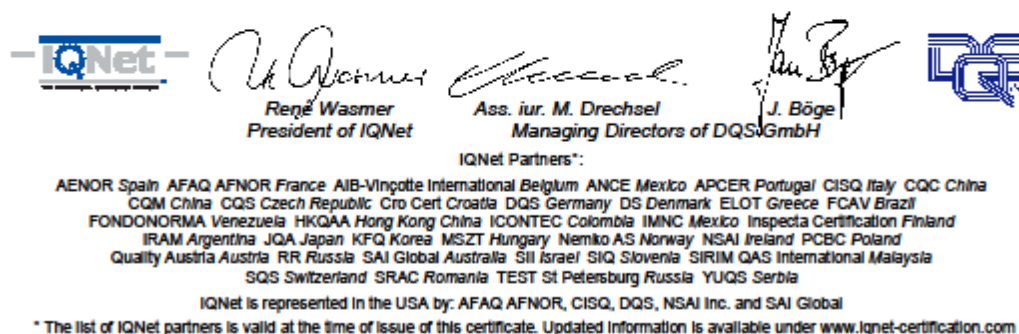 IQNet
DQS
René Wasmer Ass. iur. M. Drechsel J. Böge
President of IQNet Managing Directors of DQS GmbH
IQNet Partners*:
AENOR Spain AFAQ AFNOR France AIB-Vinçotte International Belgium ANCE Mexico APCER Portugal CISQ Italy CQC China
CQM China CQS Czech Republic Cro Cert Croatia DQS Germany DS Denmark ELOT Greece FCAV Brazil
FONDONORMA Venezuela HKQAA Hong Kong China ICONTEC Colombia IMNC Mexico Inspecta Certification Finland
IRAM Argentina JQA Japan KFQ Korea MSZT Hungary Nemko AS Norway NSAI Ireland PCBC Poland
Quality Austria Austria RR Russia SAI Global Australia SII Israel SIQ Slovenia SIRIM QAS International Malaysia
SQS Switzerland SRAC Romania TEST St Petersburg Russia YUQS Serbia
IQNet is represented in the USA by: AFAQ AFNOR, CISQ, DQS, NSAI Inc. and SAI Global
* The list of IQNet partners is valid at the time of issue of this certificate. Updated information is available under www.iqnet-certification.com